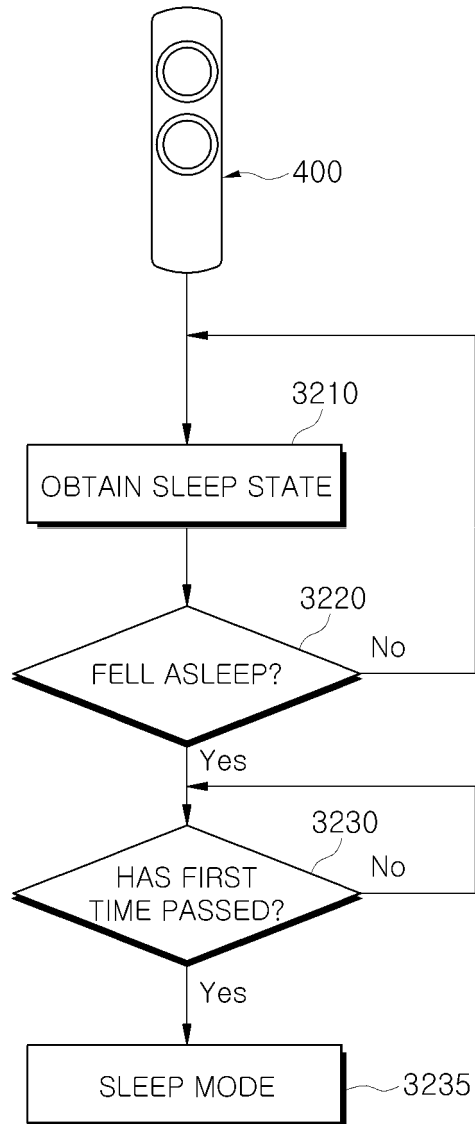 400
3210
OBTAIN SLEEP STATE
3220
FELL ASLEEP?
No
Yes
3230
HAS FIRST
TIME PASSED?
No
Yes
SLEEP MODE
3235